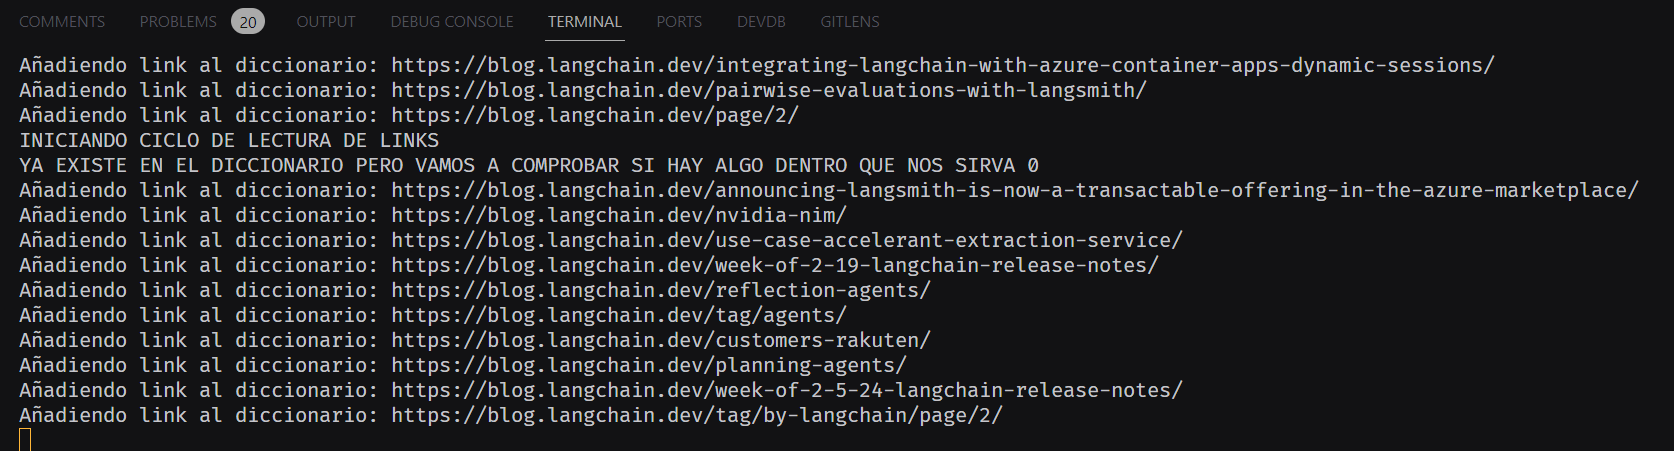 COMMENTS PROBLEMS 20 OUTPUT DEBUG CONSOLE TERMINAL PORTS DEVDB GITLENS
Añadiendo link al diccionario: https://blog.langchain.dev/integrating-langchain-with-azure-container-apps-dynamic-sessions/
Añadiendo link al diccionario: https://blog.langchain.dev/pairwise-evaluations-with-langsmith/
Añadiendo link al diccionario: https://blog.langchain.dev/page/2/
INICIANDO CICLO DE LECTURA DE LINKS
YA EXISTE EN EL DICCIONARIO PERO VAMOS A COMPROBAR SI HAY ALGO DENTRO QUE NOS SIRVA 0
Añadiendo link al diccionario: https://blog.langchain.dev/announcing-langsmith-is-now-a-transactable-offering-in-the-azure-marketplace/
Añadiendo link al diccionario: https://blog.langchain.dev/nvidia-nim/
Añadiendo link al diccionario: https://blog.langchain.dev/use-case-accelerant-extraction-service/
Añadiendo link al diccionario: https://blog.langchain.dev/week-of-2-19-langchain-release-notes/
Añadiendo link al diccionario: https://blog.langchain.dev/reflection-agents/
Añadiendo link al diccionario: https://blog.langchain.dev/tag/agents/
Añadiendo link al diccionario: https://blog.langchain.dev/customers-rakuten/
Añadiendo link al diccionario: https://blog.langchain.dev/planning-agents/
Añadiendo link al diccionario: https://blog.langchain.dev/week-of-2-5-24-langchain-release-notes/
Añadiendo link al diccionario: https://blog.langchain.dev/tag/by-langchain/page/2/